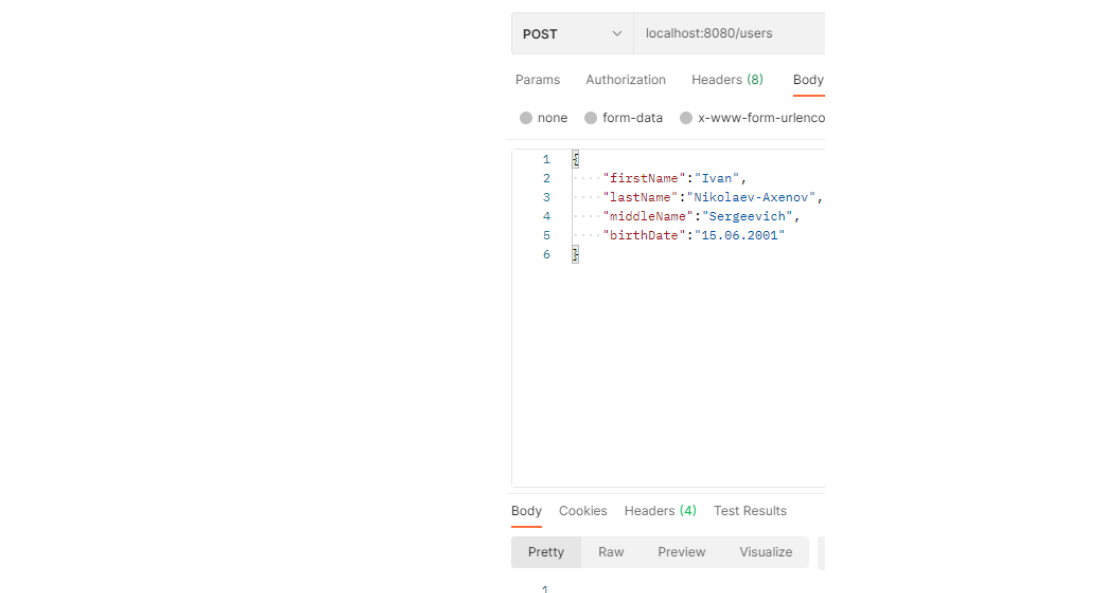 POST localhost:8080/users
Params Authorization Headers (8) Body
none form-data x-www-form-urlenco
1 {
2 "firstName":"Ivan",
3 "lastName":"Nikolaev-Axenov",
4 "middleName":"Sergeevich",
5 "birthDate":"15.06.2001"
6 }
Body Cookies Headers (4) Test Results
Pretty Raw Preview Visualize
1